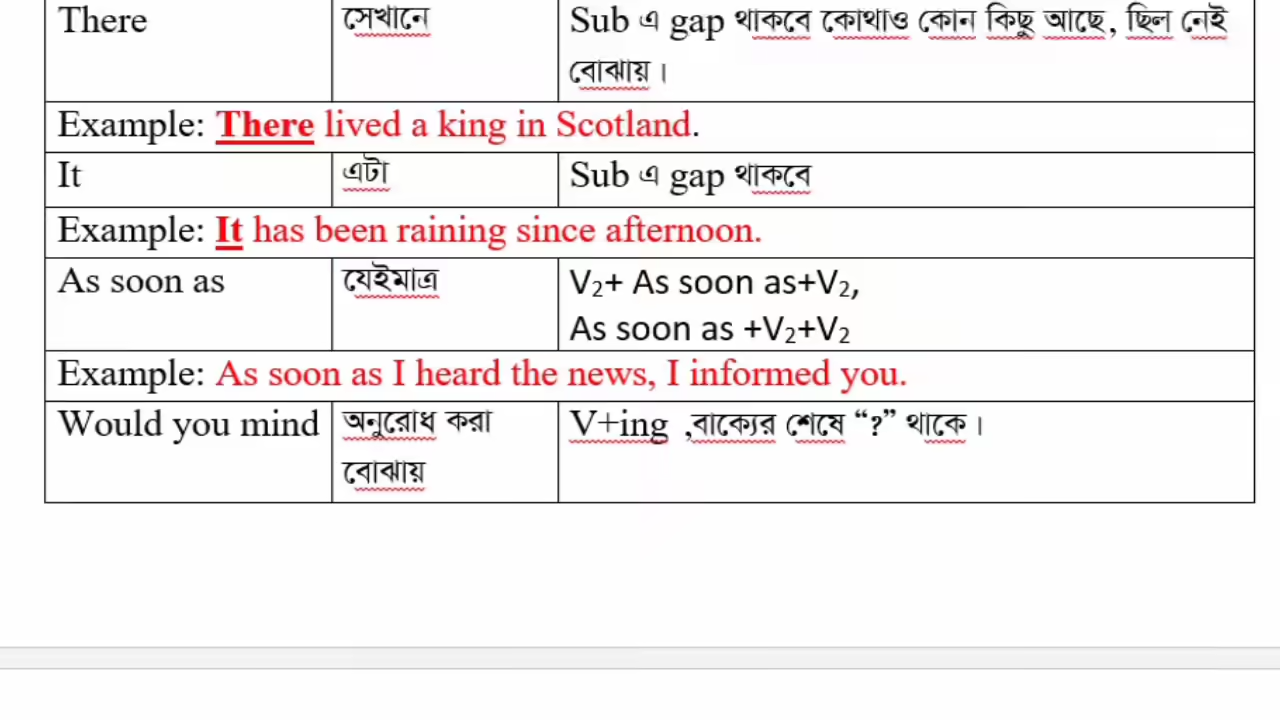 There সেখানে Sub এ gap থাকবে কোথাও কোন কিছু আছে, ছিল নেই
বোঝায়।
Example: There lived a king in Scotland.
It এটা Sub এ gap থাকবে
Example: It has been raining since afternoon.
As soon as যেইমাত্র V₂+ As soon as+V₂,
As soon as +V₂+V₂
Example: As soon as I heard the news, I informed you.
Would you mind অনুরোধ করা V+ing ,বাক্যের শেষে “?” থাকে।
বোঝায়